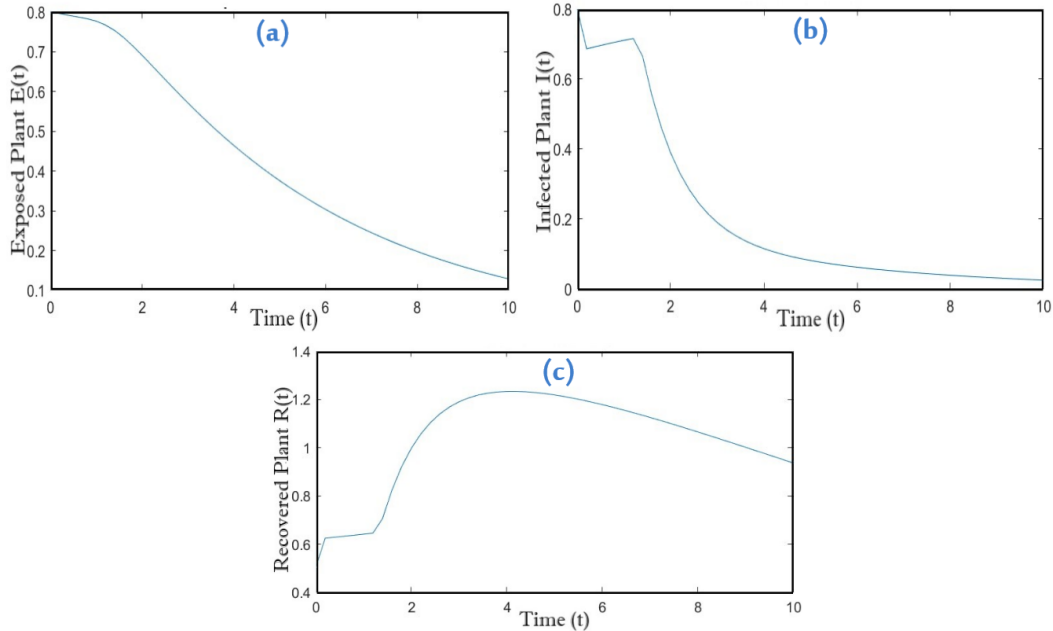 (a)
Exposed Plant E(t)
0.8
0.7
0.6
0.5
0.4
0.3
0.2
0.1
0 2 4 6 8 10
Time (t)
(b)
Infected Plant I(t)
0.8
0.6
0.4
0.2
0
0 2 4 6 8 10
Time (t)
(c)
Recovered Plant R(t)
1.4
1.2
1
0.8
0.6
0.4
0 2 4 6 8 10
Time (t)